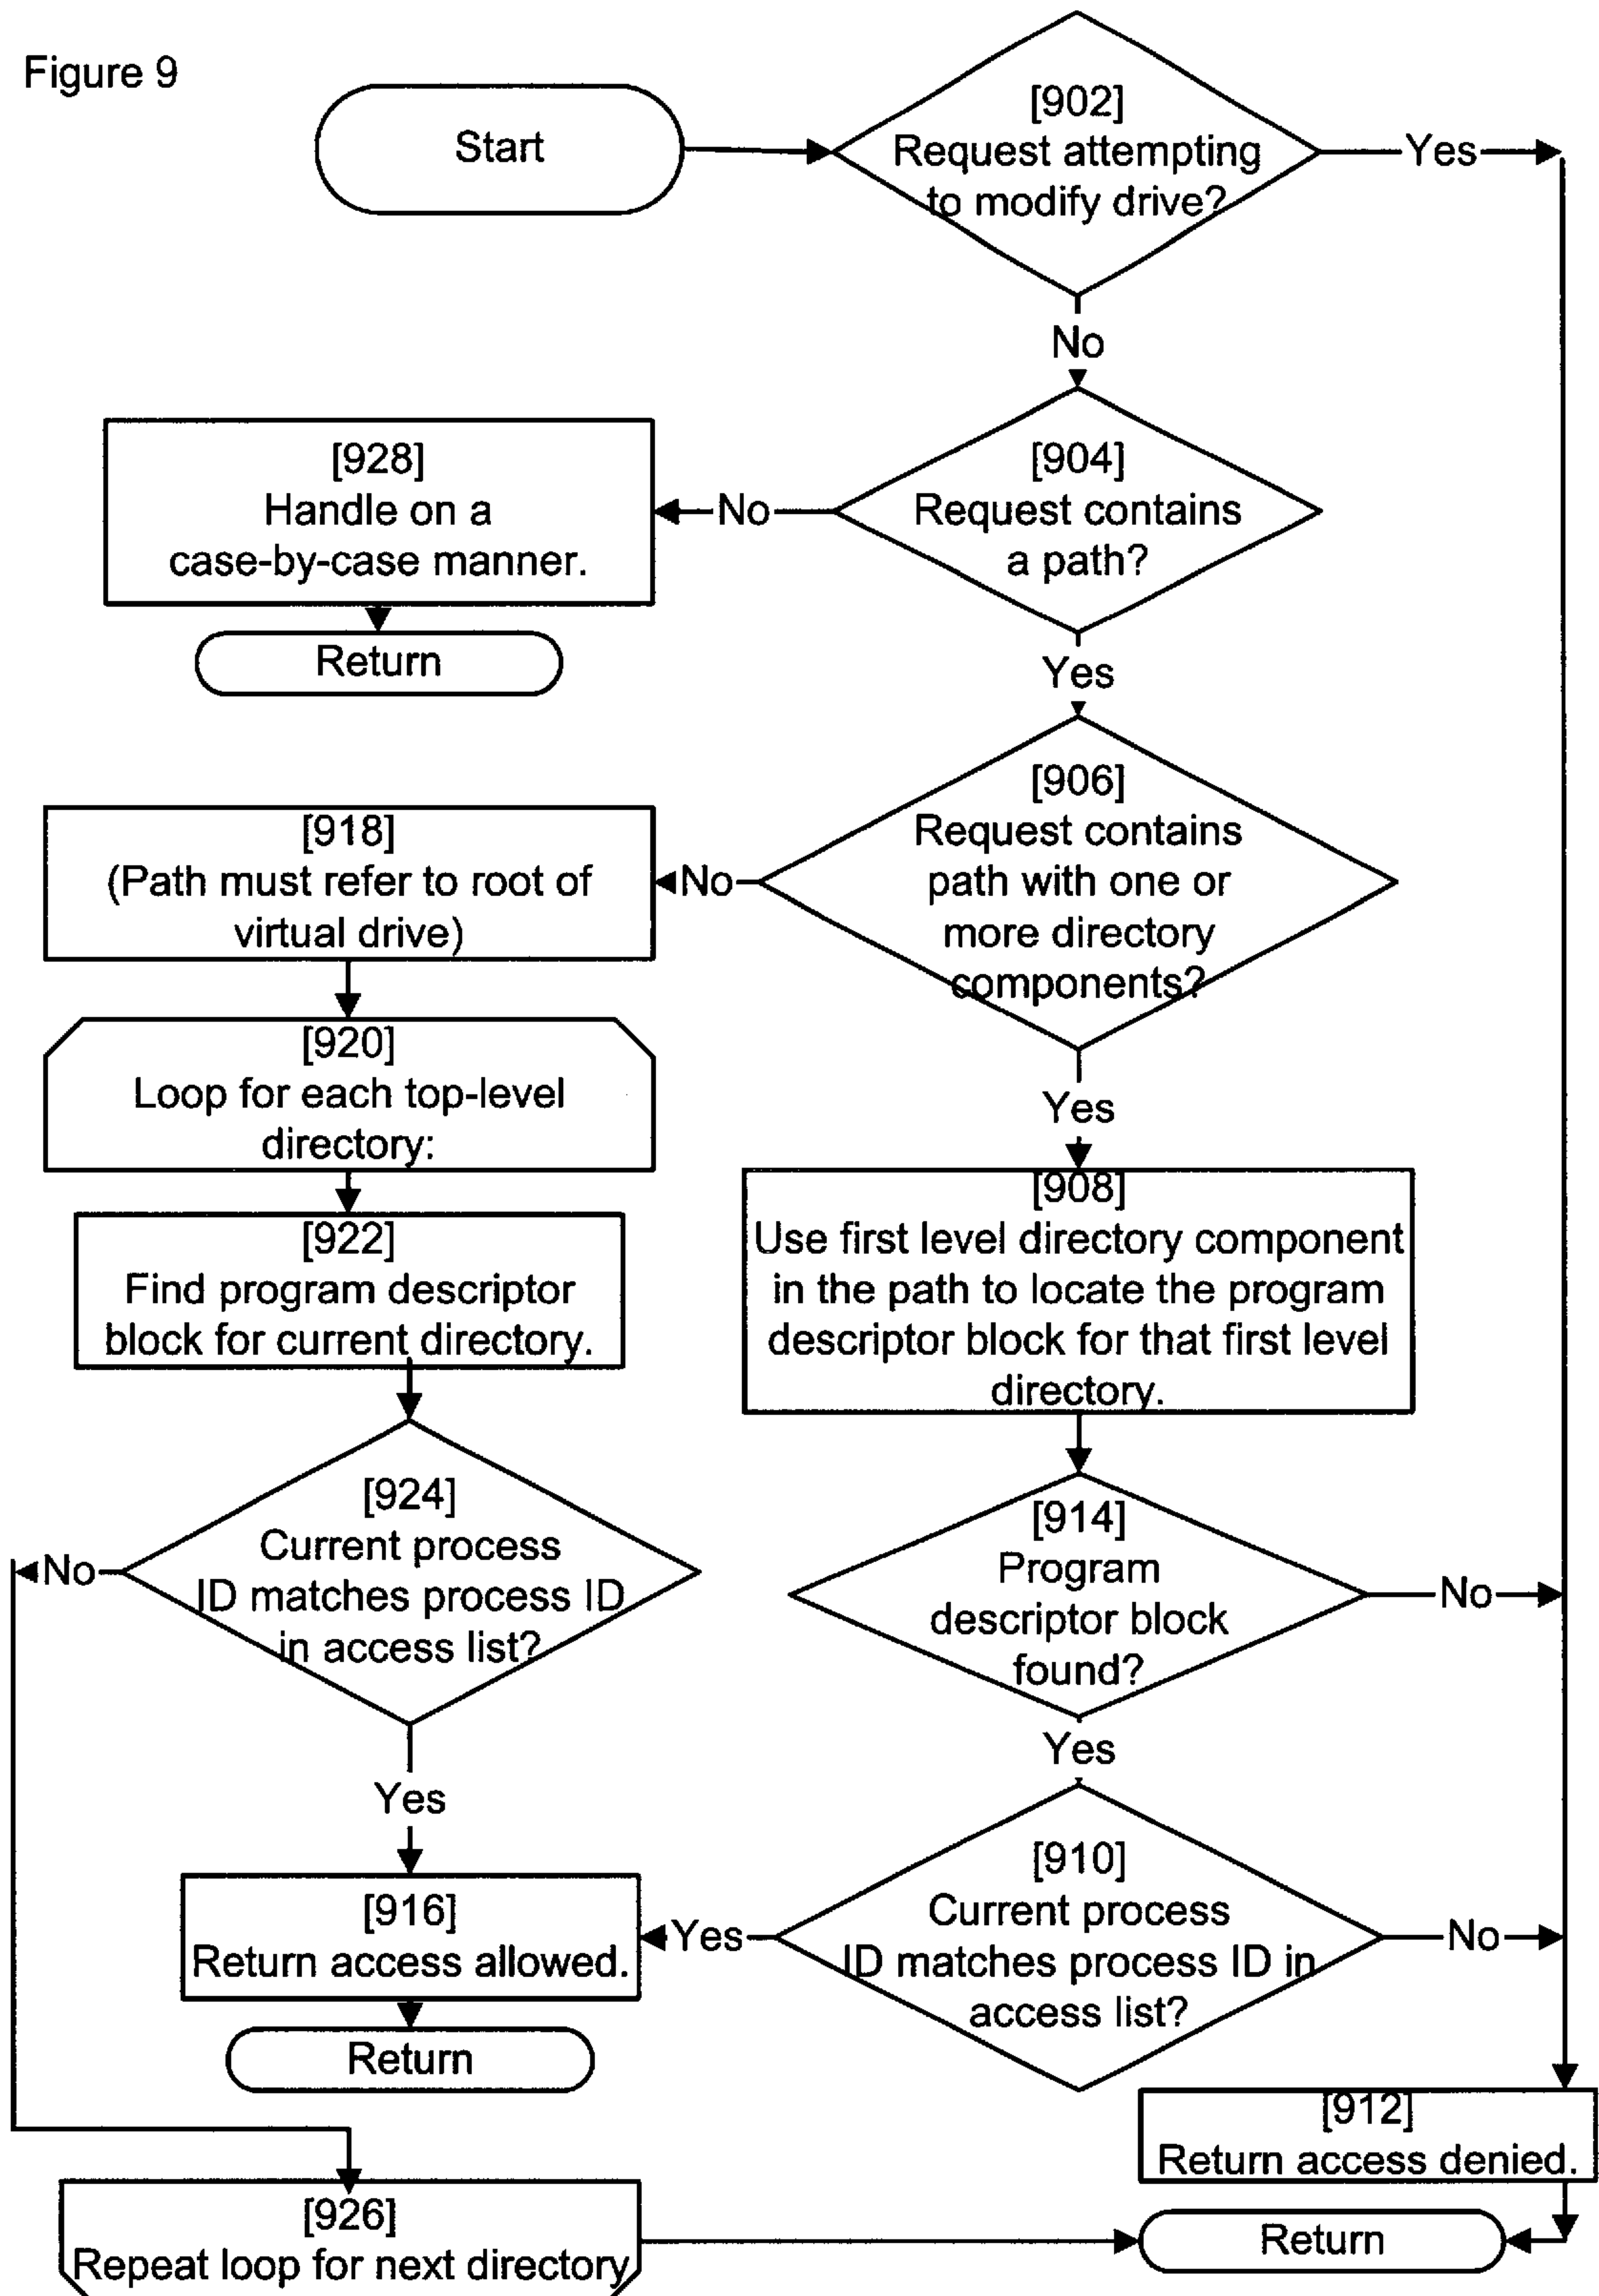 Figure 9
Start
[902]
Request attempting
to modify drive?
Yes
No
[904]
Request contains
a path?
No
[928]
Handle on a
case-by-case manner.
Return
Yes
[906]
Request contains
path with one or
more directory
components?
No
[918]
(Path must refer to root of
virtual drive)
[920]
Loop for each top-level
directory:
[922]
Find program descriptor
block for current directory.
Yes
[908]
Use first level directory component
in the path to locate the program
descriptor block for that first level
directory.
[924]
Current process
ID matches process ID
in access list?
No
Yes
[914]
Program
descriptor block
found?
No
Yes
[910]
Current process
ID matches process ID in
access list?
Yes
No
[916]
Return access allowed.
Return
[912]
Return access denied.
Return
[926]
Repeat loop for next directory